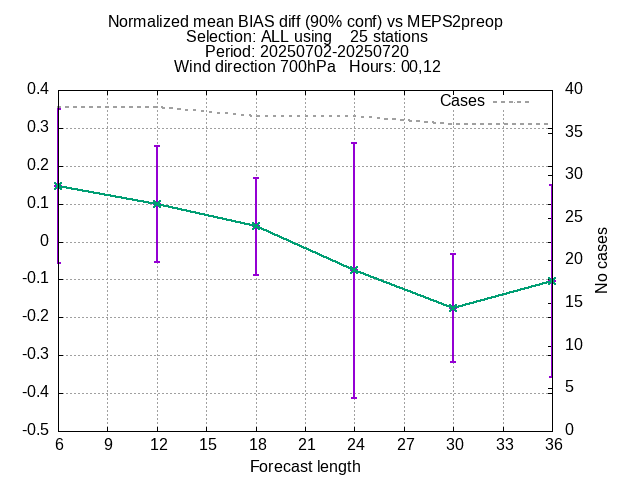 Normalized mean BIAS diff (90% conf) vs MEPS2preop
Selection: ALL using    25 stations
Period: 20250702-20250720
Wind direction 700hPa   Hours: 00,12
Cases
0.4
0.3
0.2
0.1
0
-0.1
-0.2
-0.3
-0.4
-0.5
40
35
30
25
20
15
10
5
0
No cases
6 9 12 15 18 21 24 27 30 33 36
Forecast length